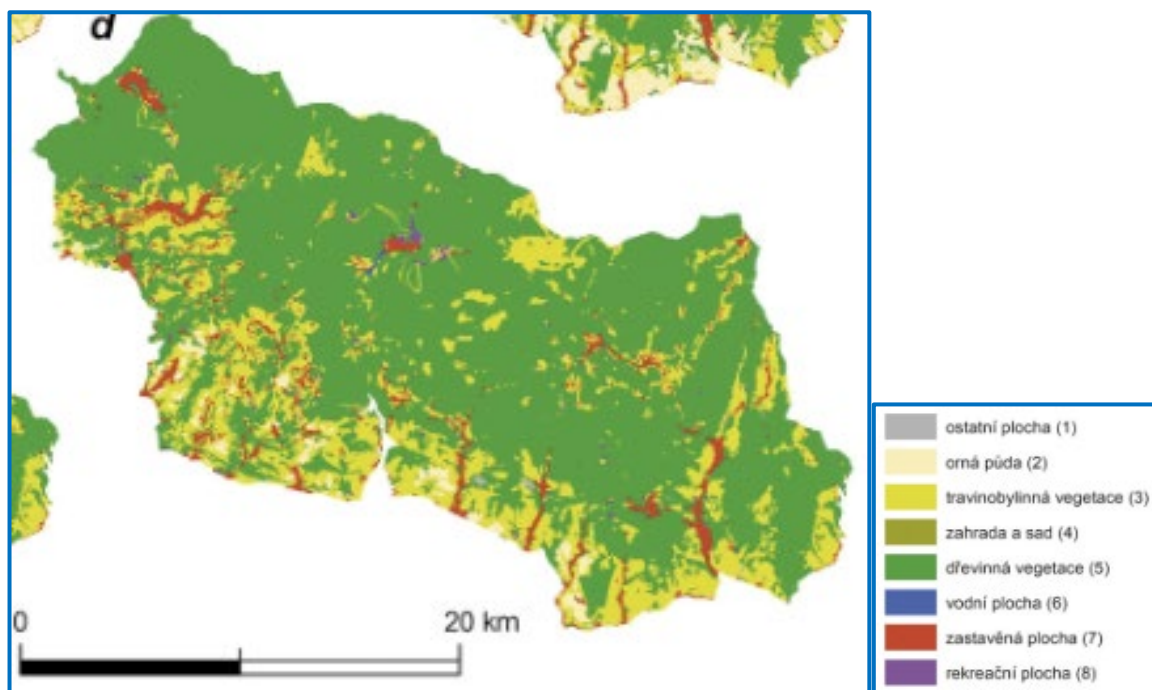 d
0 20 km
ostatní plocha (1)
orná půda (2)
travinobylinná vegetace (3)
zahrada a sad (4)
dřevinná vegetace (5)
vodní plocha (6)
zastavěná plocha (7)
rekreační plocha (8)